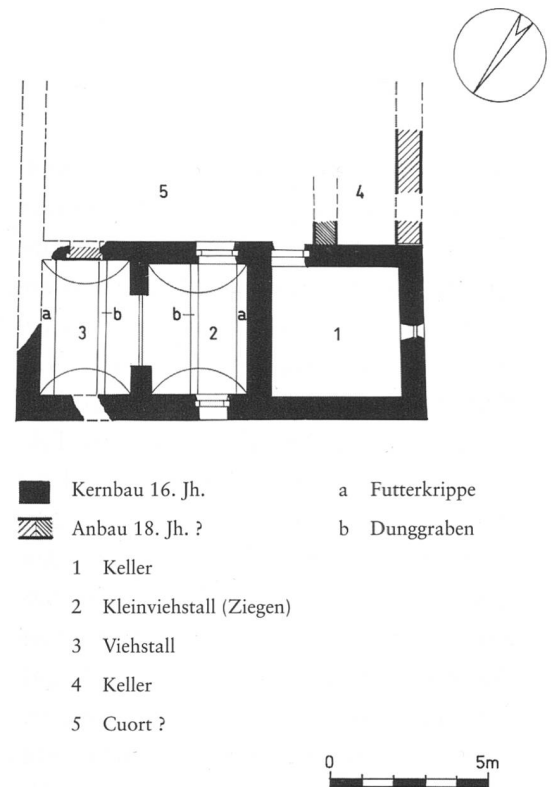 5
4
a
b
b
a
3
2
1
Kernbau 16. Jh.
Anbau 18. Jh. ?
1 Keller
2 Kleinviehstall (Ziegen)
3 Viehstall
4 Keller
5 Cuort ?
a Futterkrippe
b Dunggraben
0 5m